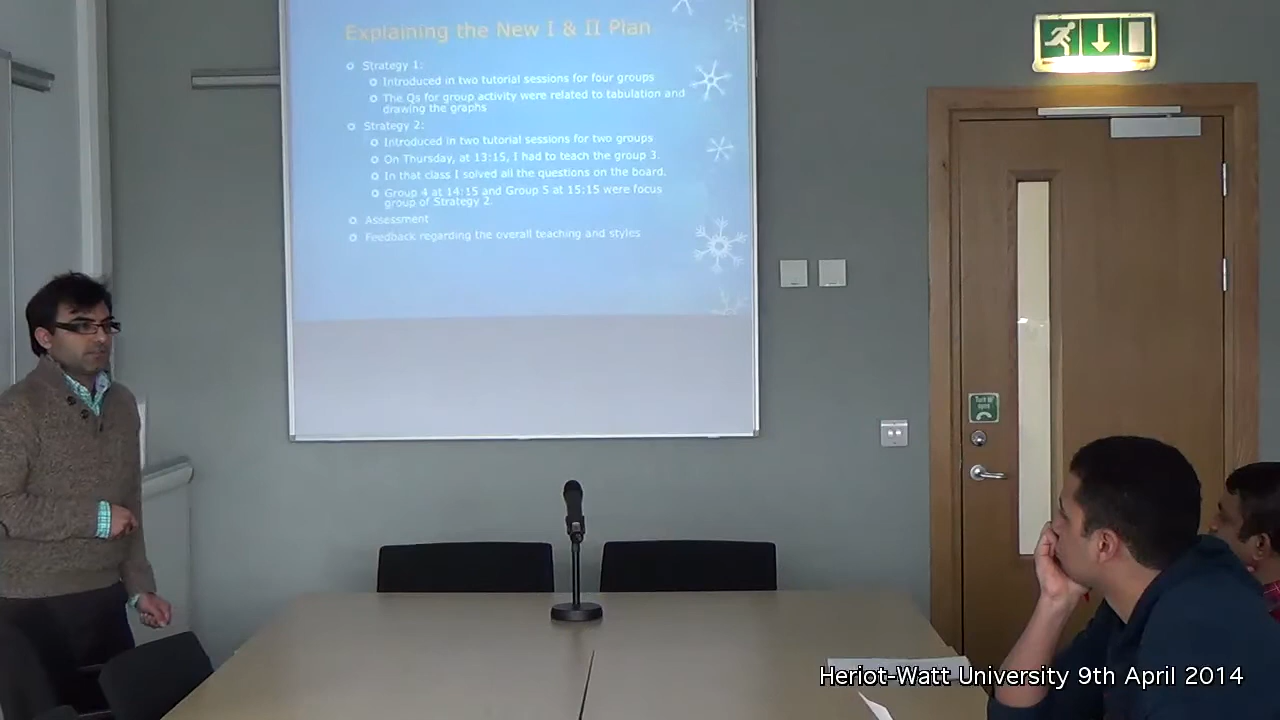 Explaining the New I & II Plan
Strategy 1:
Introduced in two tutorial sessions for four groups
The Qs for group activity were related to tabulation and
drawing the graphs
Strategy 2:
Introduced in two tutorial sessions for two groups
On Thursday, at 13:15, I had to teach the group 3.
In that class I solved all the questions on the board.
Group 4 at 14:15 and Group 5 at 15:15 were focus
group of Strategy 2.
Assessment
Feedback regarding the overall teaching and styles
Heriot-Watt University 9th April 2014